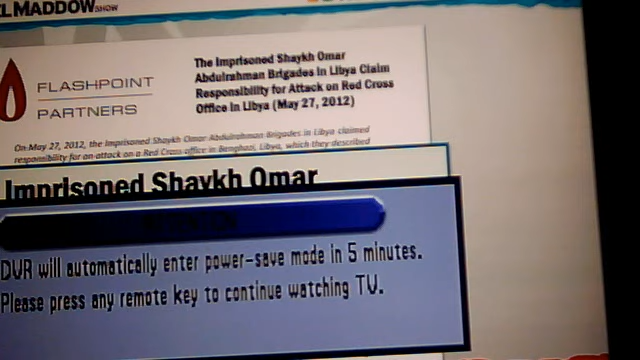 EL MADDOW SHOW
FLASHPOINT
PARTNERS
The Imprisoned Shaykh Omar
Abdulrahman Brigades in Libya Claim
Responsibility for Attack on Red Cross
Office in Libya (May 27, 2012)
On May 27, 2012, the Imprisoned Shaykh Omar Abdulrahman Brigades in Libya claimed
responsibility for an attack on a Red Cross office in Benghazi, Libya, which they described
Imprisoned Shaykh Omar
DVR will automatically enter power-save mode in 5 minutes.
Please press any remote key to continue watching TV.